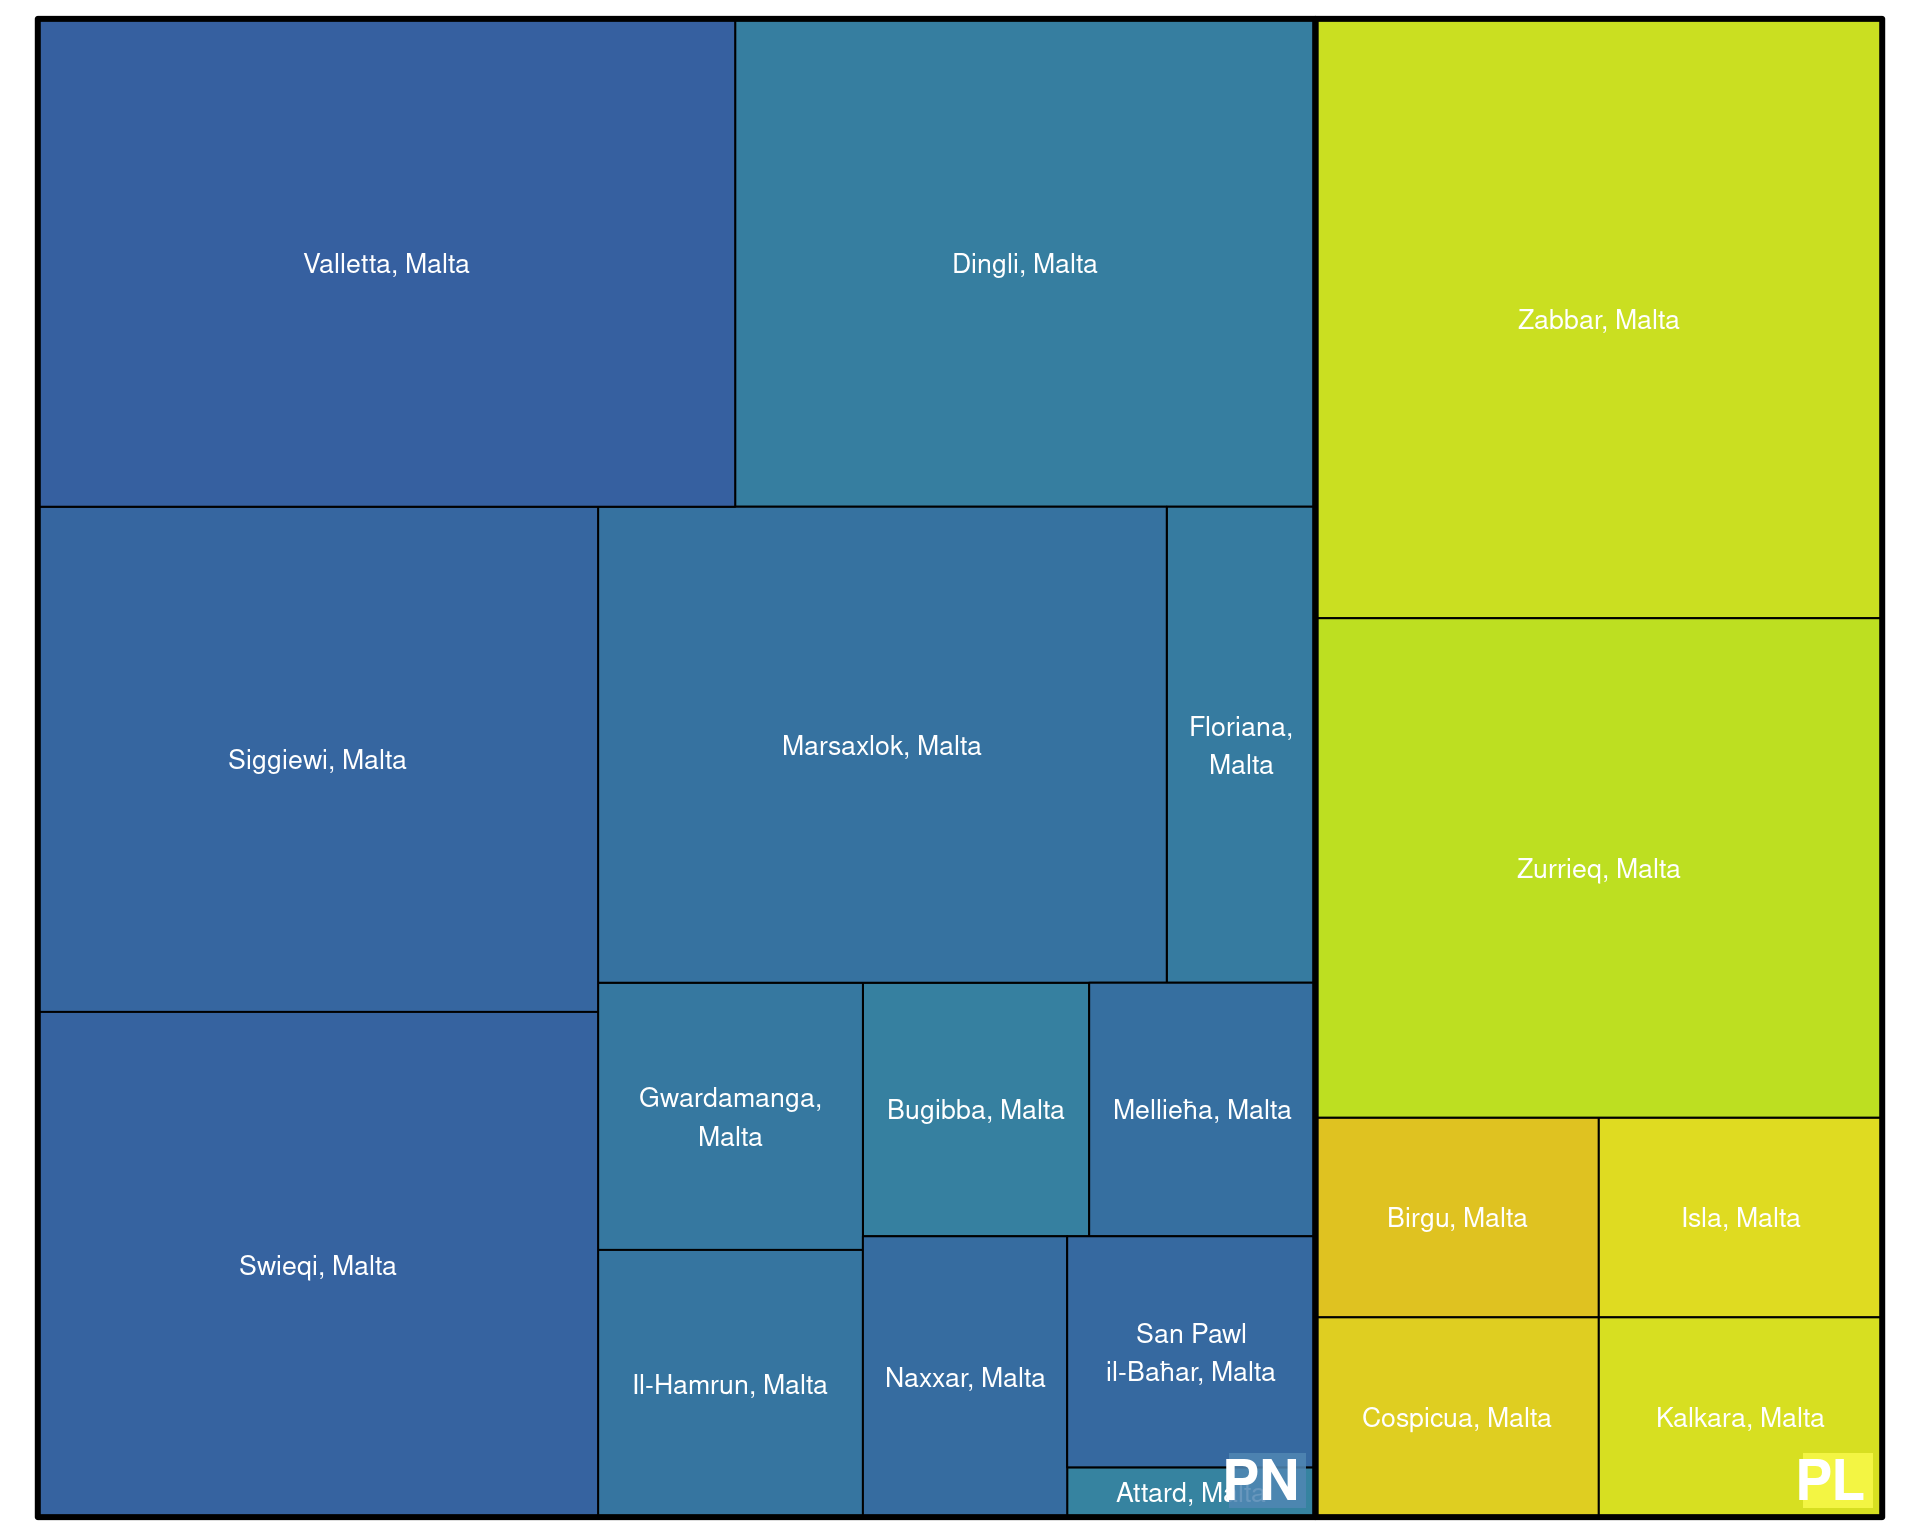 Valletta, Malta
Dingli, Malta
Zabbar, Malta
Siggiewi, Malta
Marsaxlok, Malta
Floriana,
Malta
Zurrieq, Malta
Gwardamanga,
Malta
Bugibba, Malta
Mellieħa, Malta
Birgu, Malta
Isla, Malta
Swieqi, Malta
Il-Hamrun, Malta
Naxxar, Malta
San Pawl
il-Baħar, Malta
Cospicua, Malta
Kalkara, Malta
Attard, Malta
PN
PL